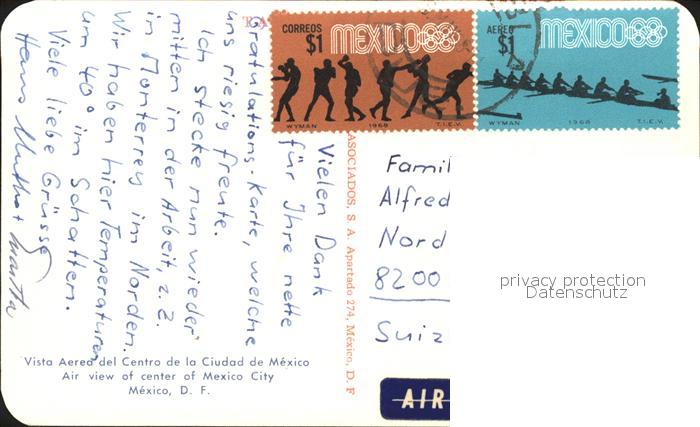 Vielen Dank
für Ihre nette
Gratulations-Karte, welche
uns riesig freute.
Ich stecke nun wieder
mitten in der Arbeit, z. Z.
in Monterrey im Norden.
Wir haben hier Temperaturen
um 40° im Schatten.
Viele liebe Grüsse
Hans
CORREOS
$1
MEXICO68
WYMAN
1968
T.I.E.V.
AEREO
$1
MEXICO68
WYMAN
1968
T.I.E.V.
ASOCIADOS, S. A. Apartado 274, México, D. F
Famil
Alfred
Nord
8200
Suiz
privacy protection
Datenschutz
Vista Aerea del Centro de la Ciudad de México
Air view of center of Mexico City
México, D. F.
AIR